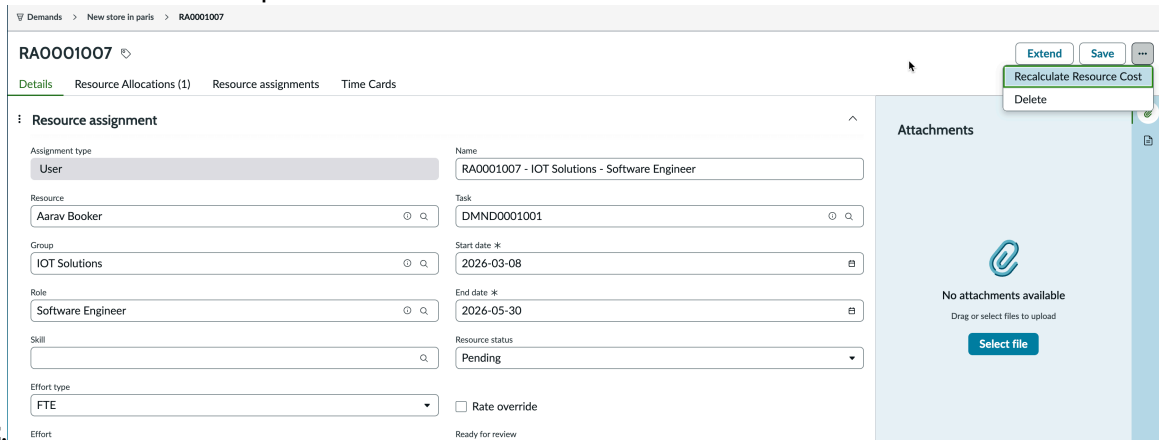 Demands > New store in paris > RA0001007
RA0001007
Extend
Save
Recalculate Resource Cost
Delete
Details
Resource Allocations (1)
Resource assignments
Time Cards
Resource assignment
Assignment type
User
Name
RA0001007 - IOT Solutions - Software Engineer
Resource
Aarav Booker
Task
DMND0001001
Group
IOT Solutions
Start date *
2026-03-08
Role
Software Engineer
End date *
2026-05-30
Skill
Resource status
Pending
Effort type
FTE
Rate override
Effort
Ready for review
Attachments
No attachments available
Drag or select files to upload
Select file